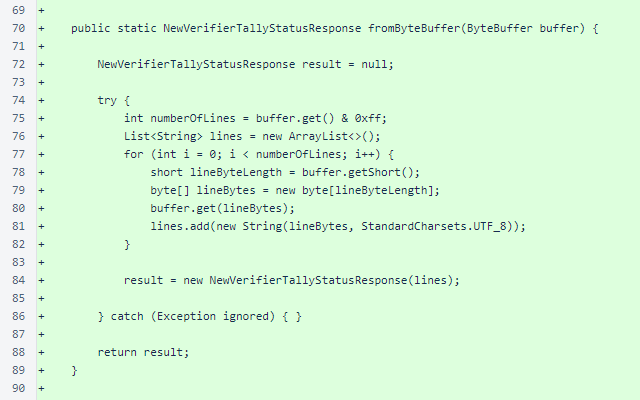 69 +
70 + public static NewVerifierTallyStatusResponse fromByteBuffer(ByteBuffer buffer) {
71 +
72 + NewVerifierTallyStatusResponse result = null;
73 +
74 + try {
75 + int numberOfLines = buffer.get() & 0xff;
76 + List<String> lines = new ArrayList<>();
77 + for (int i = 0; i < numberOfLines; i++) {
78 + short lineByteLength = buffer.getShort();
79 + byte[] lineBytes = new byte[lineByteLength];
80 + buffer.get(lineBytes);
81 + lines.add(new String(lineBytes, StandardCharsets.UTF_8));
82 + }
83 +
84 + result = new NewVerifierTallyStatusResponse(lines);
85 +
86 + } catch (Exception ignored) { }
87 +
88 + return result;
89 + }
90 +